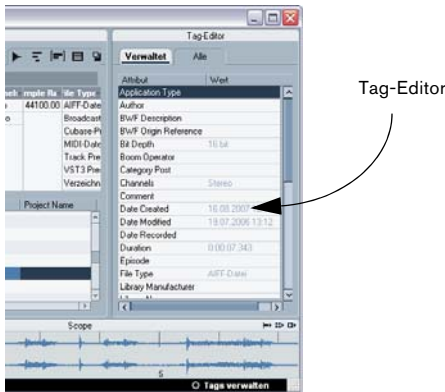 Tag-Editor
Verwaltet Alle
Attribut Wert
Application Type
Author
BWF Description
BWF Origin Reference
Bit Depth 16 bit
Boom Operator
Category Post
Channels Stereo
Comment
Date Created 16.08.2007
Date Modified 19.07.2006 13:12
Date Recorded
Duration 0:00:07.343
Episode
File Type AIFF-Datei
Library Manufacturer
44100.00 AIFF-Date
Broadcast
Cubase-Pr
MIDI-Date
Track Pre
VST3 Pre
Verzeichn
Project Name
Scope
S
Tags verwalten
Tag-Editor